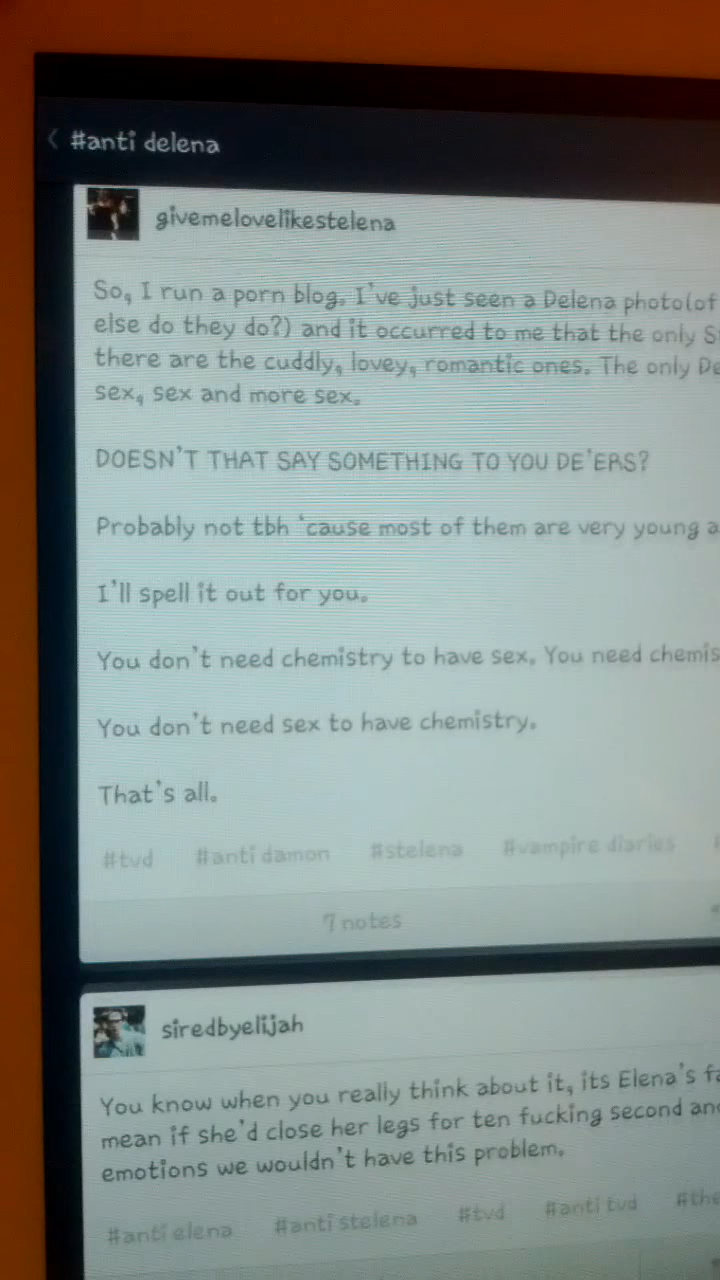 #anti delena
givemelovelikestelena
So, I run a porn blog. I've just seen a Delena photo(of
else do they do?) and it occurred to me that the only
there are the cuddly, lovey, romantic ones. The only
sex, sex and more sex.
DOESN'T THAT SAY SOMETHING TO YOU DE'ERS?
Probably not tbh 'cause most of them are very young
I'll spell it out for you.
You don't need chemistry to have sex. You need
You don't need sex to have chemistry.
That's all.
#tvd #anti damon #stelena #vampire diaries
7 notes
siredbyelijah
You know when you really think about it, its Elena's
mean if she'd close her legs for ten fucking second
emotions we wouldn't have this problem.
#anti elena #anti stelena #tvd #anti tvd #the